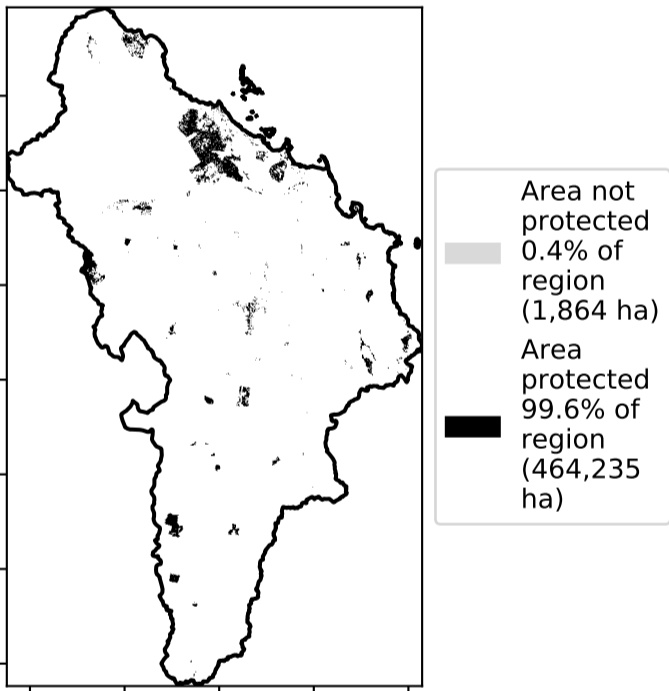 Area not
protected
0.4% of
region
(1,864 ha)
Area
protected
99.6% of
region
(464,235
ha)